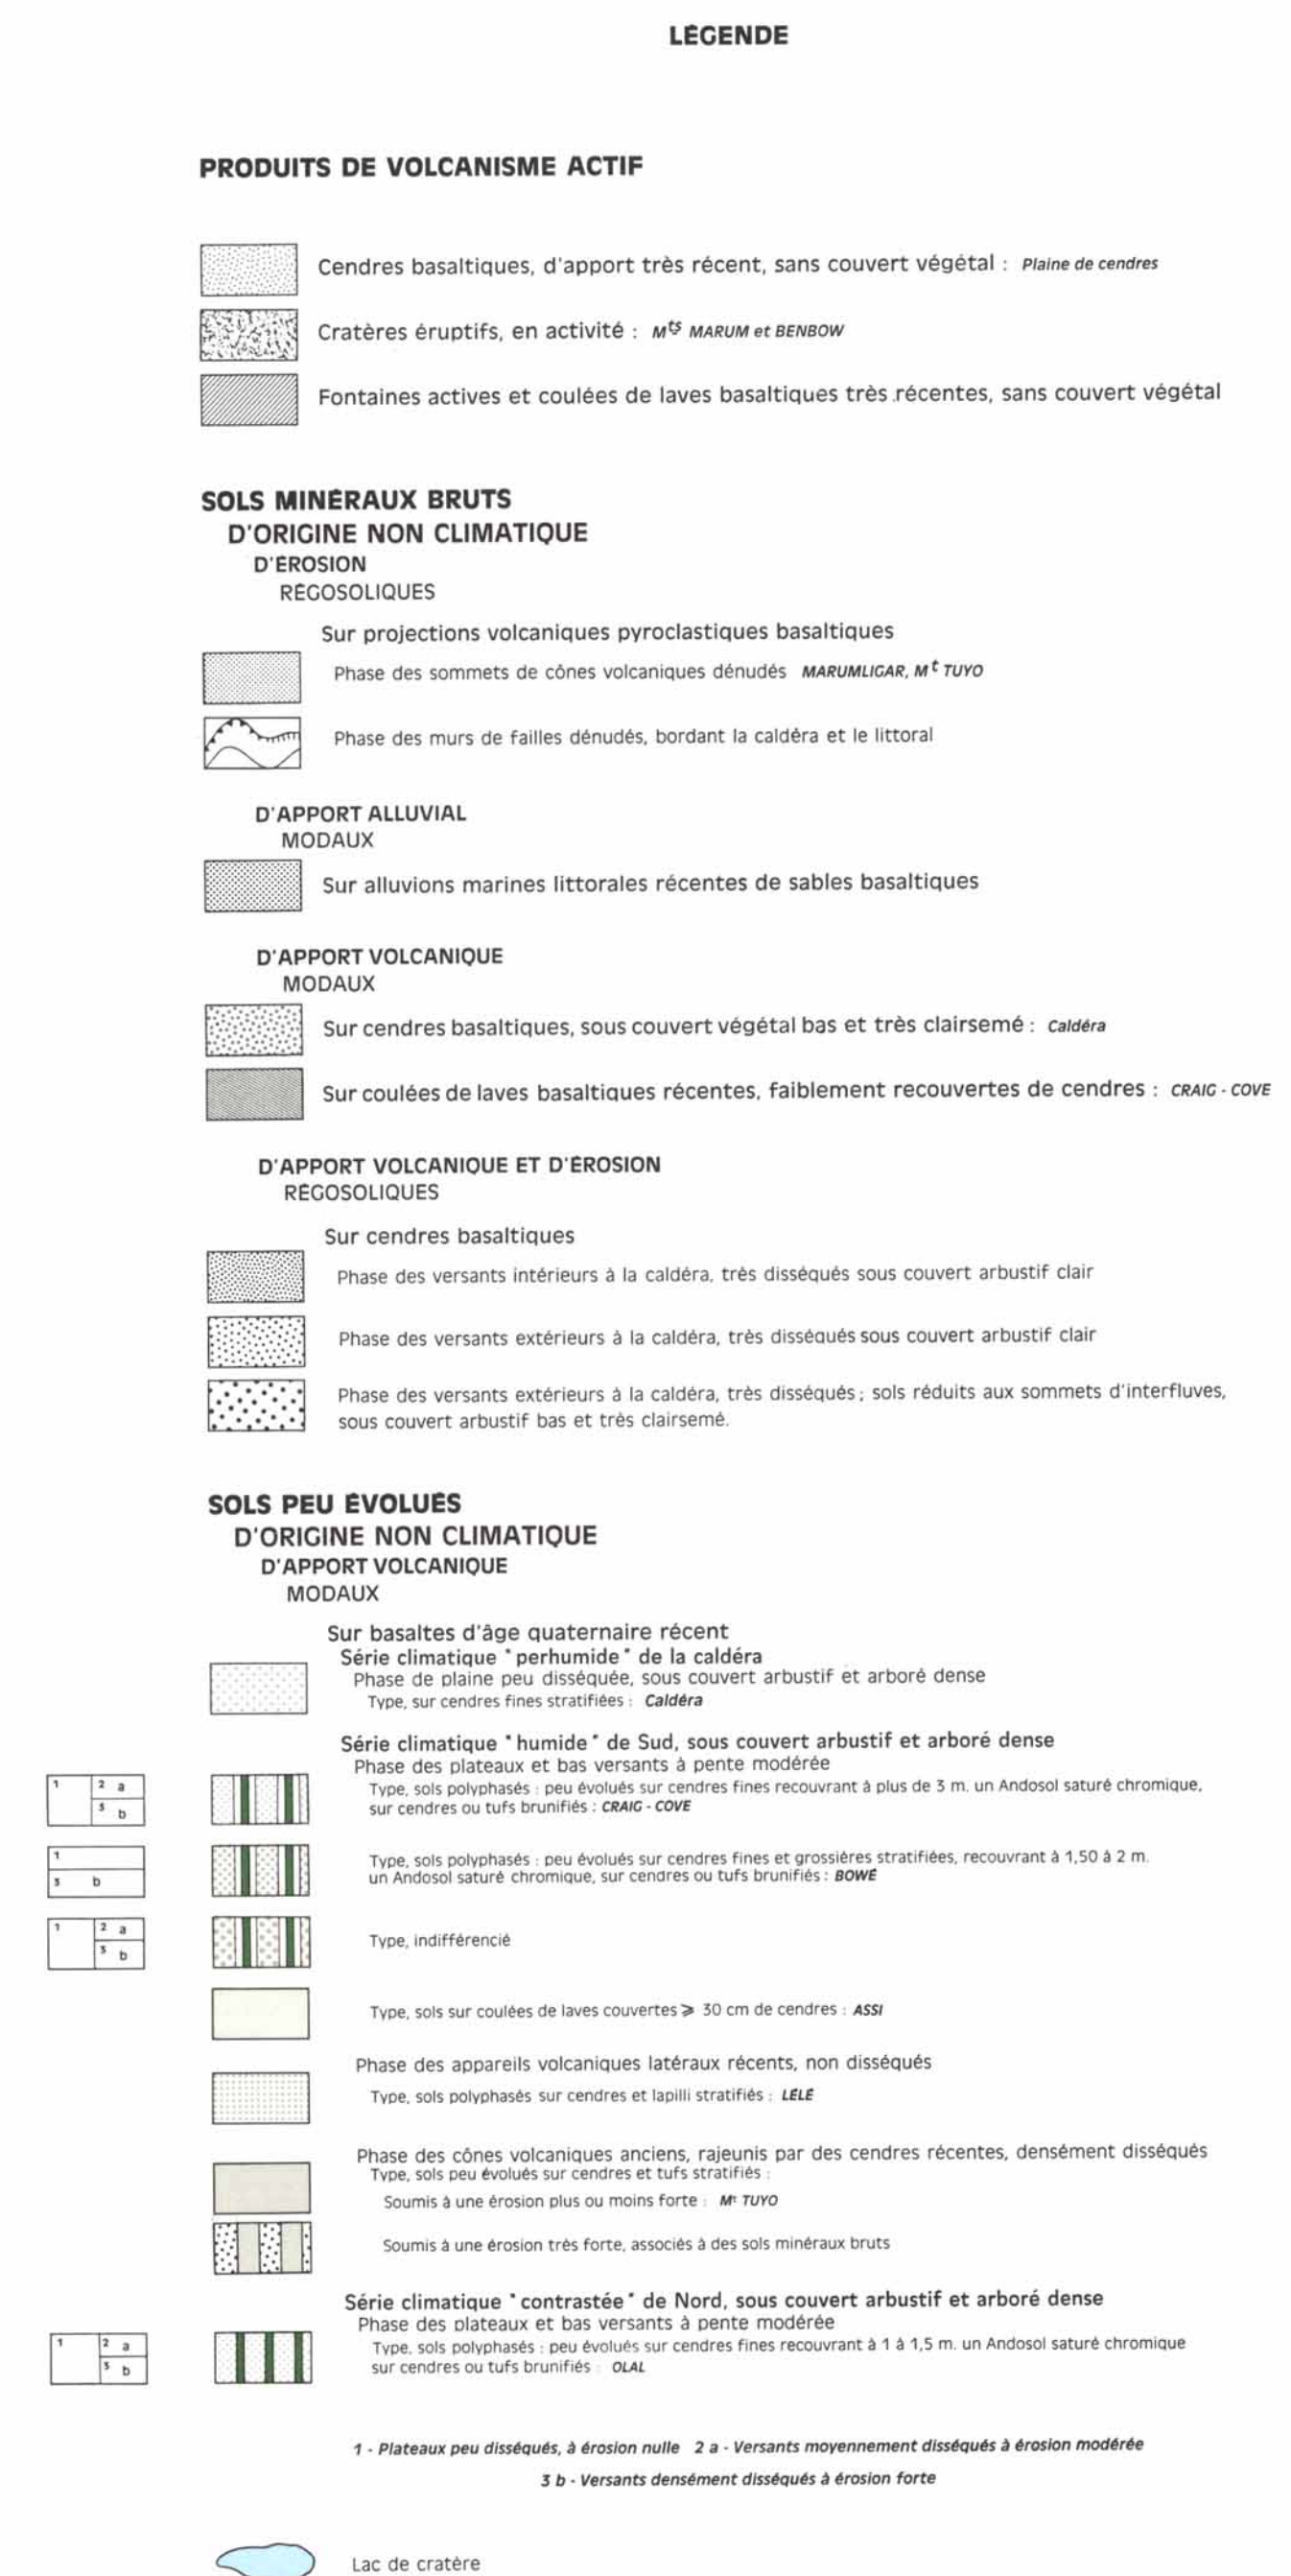 LÉGENDE
PRODUITS DE VOLCANISME ACTIF
Cendres basaltiques, d'apport très récent, sans couvert végétal : Plaine de cendres
Cratères éruptifs, en activité : Mts MARUM et BENBOW
Fontaines actives et coulées de laves basaltiques très récentes, sans couvert végétal
SOLS MINÉRAUX BRUTS
D'ORIGINE NON CLIMATIQUE
D'ÉROSION
RÉGOSOLIQUES
Sur projections volcaniques pyroclastiques basaltiques
Phase des sommets de cônes volcaniques dénudés MARUMLIGAR, Mt TUYO
Phase des murs de failles dénudés, bordant la caldéra et le littoral
D'APPORT ALLUVIAL
MODAUX
Sur alluvions marines littorales récentes de sables basaltiques
D'APPORT VOLCANIQUE
MODAUX
Sur cendres basaltiques, sous couvert végétal bas et très clairsemé : Caldéra
Sur coulées de laves basaltiques récentes, faiblement recouvertes de cendres : CRAIG - COVE
D'APPORT VOLCANIQUE ET D'ÉROSION
RÉGOSOLIQUES
Sur cendres basaltiques
Phase des versants intérieurs à la caldéra, très disséqués sous couvert arbustif clair
Phase des versants extérieurs à la caldéra, très disséqués sous couvert arbustif clair
Phase des versants extérieurs à la caldéra, très disséqués ; sols réduits aux sommets d'interfluves,
sous couvert arbustif bas et très clairsemé.
SOLS PEU ÉVOLUÉS
D'ORIGINE NON CLIMATIQUE
D'APPORT VOLCANIQUE
MODAUX
Sur basaltes d'âge quaternaire récent
Série climatique "perhumide" de la caldéra
Phase de plaine peu disséquée, sous couvert arbustif et arboré dense
Type, sur cendres fines stratifiées : Caldéra
Série climatique "humide" de Sud, sous couvert arbustif et arboré dense
Phase des plateaux et bas versants à pente modérée
1 2 a
3 b
Type, sols polyphasés : peu évolués sur cendres fines recouvrant à plus de 3 m. un Andosol saturé chromique,
sur cendres ou tufs brunifiés : CRAIG - COVE
1
3 b
Type, sols polyphasés : peu évolués sur cendres fines et grossières stratifiées, recouvrant à 1,50 à 2 m.
un Andosol saturé chromique, sur cendres ou tufs brunifiés : BOWÉ
1 2 a
3 b
Type, indifférencié
Type, sols sur coulées de laves couvertes ⩾ 30 cm de cendres : ASSI
Phase des appareils volcaniques latéraux récents, non disséqués
Type, sols polyphasés sur cendres et lapilli stratifiés : LÉLÉ
Phase des cônes volcaniques anciens, rajeunis par des cendres récentes, densément disséqués
Type, sols peu évolués sur cendres et tufs stratifiés :
Soumis à une érosion plus ou moins forte : Mt TUYO
Soumis à une érosion très forte, associés à des sols minéraux bruts
Série climatique "contrastée" de Nord, sous couvert arbustif et arboré dense
Phase des plateaux et bas versants à pente modérée
1 2 a
3 b
Type, sols polyphasés : peu évolués sur cendres fines recouvrant à 1 à 1,5 m. un Andosol saturé chromique
sur cendres ou tufs brunifiés : OLAL
1 - Plateaux peu disséqués, à érosion nulle 2 a - Versants moyennement disséqués à érosion modérée
3 b - Versants densément disséqués à érosion forte
Lac de cratère